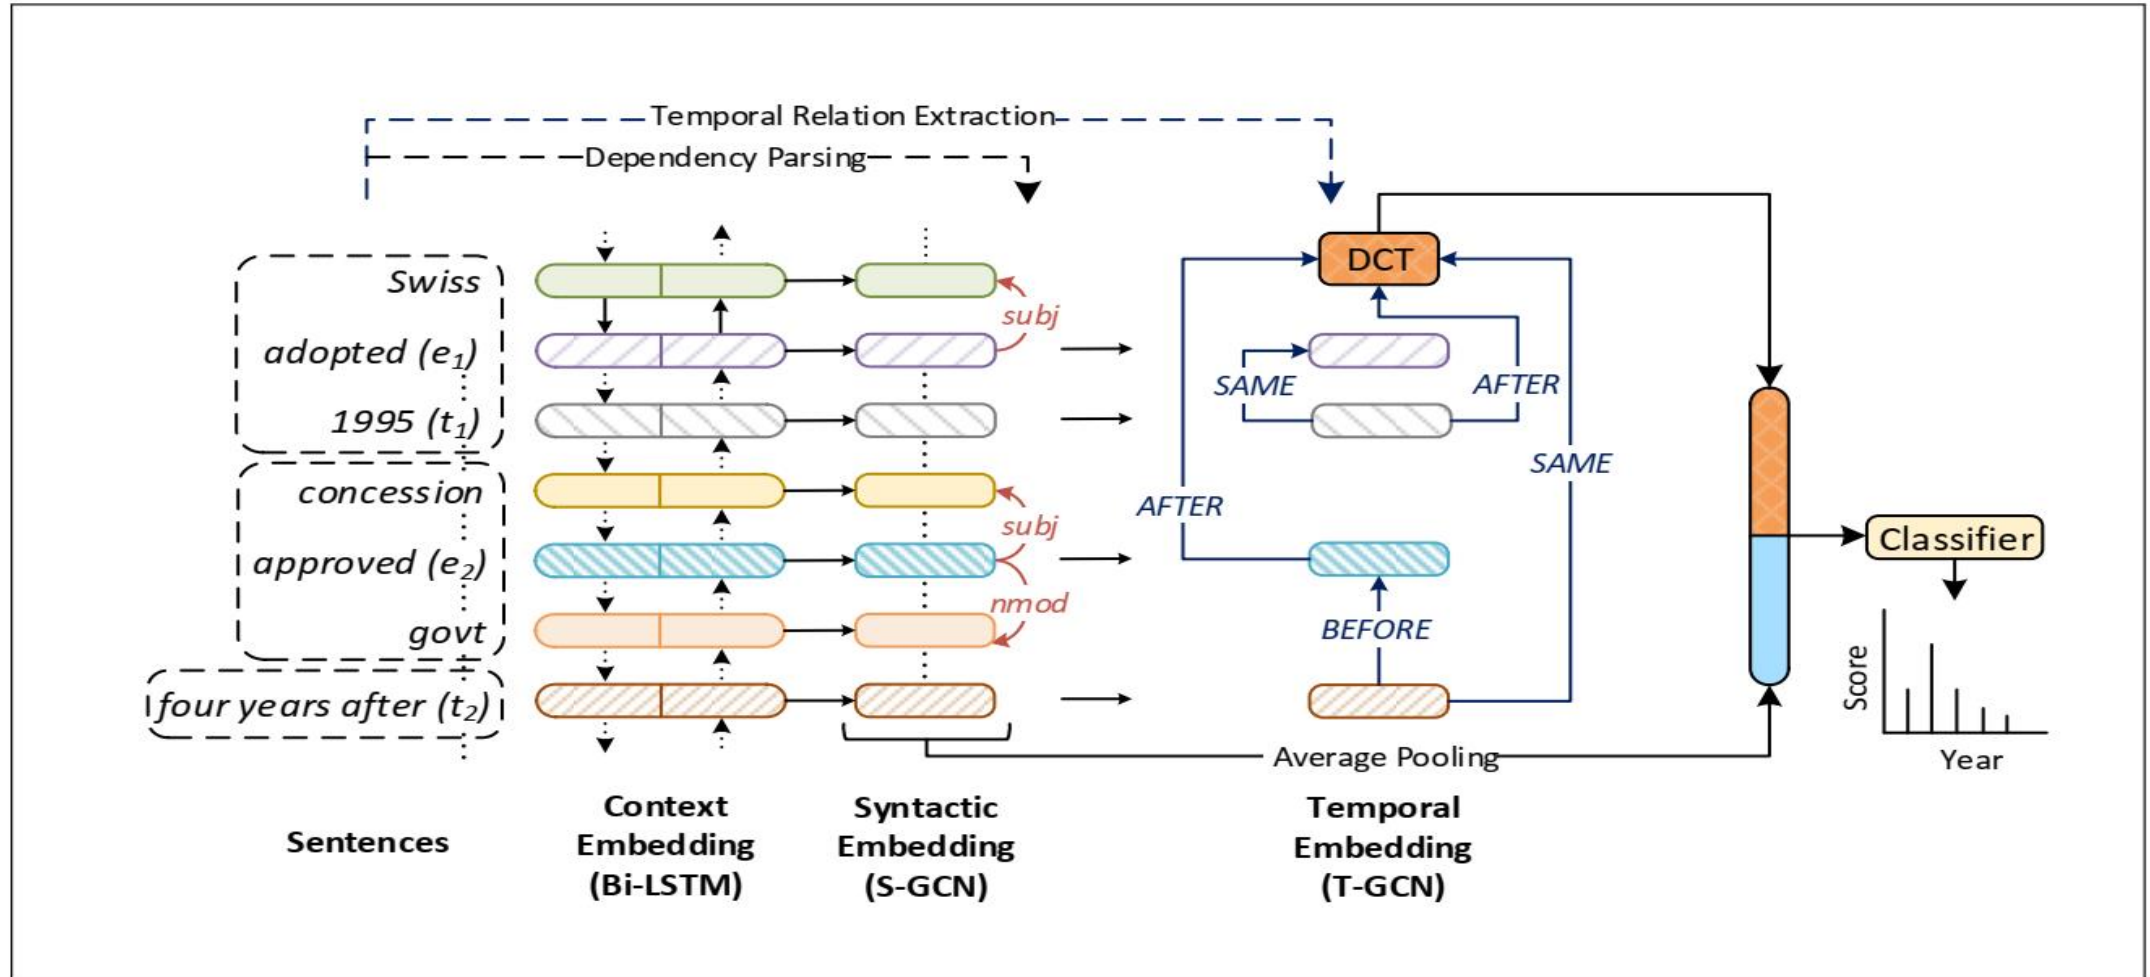 Temporal Relation Extraction
Dependency Parsing
Swiss
adopted (e1)
1995 (t1)
concession
approved (e2)
govt
four years after (t2)
subj
subj
nmod
DCT
SAME
AFTER
SAME
AFTER
BEFORE
Average Pooling
Classifier
Score
Year
Sentences
Context
Embedding
(Bi-LSTM)
Syntactic
Embedding
(S-GCN)
Temporal
Embedding
(T-GCN)